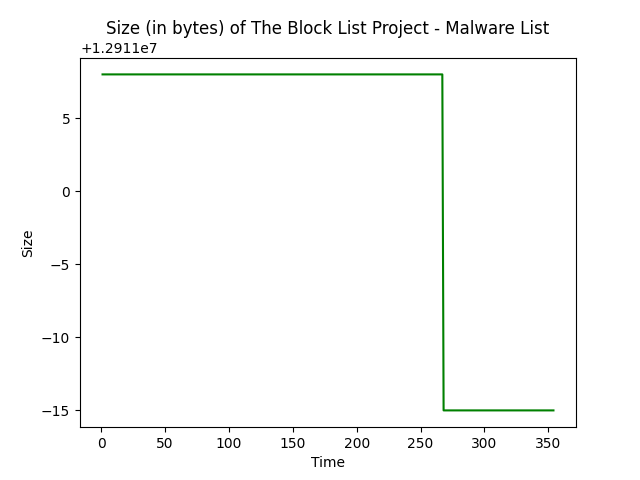 Size (in bytes) of The Block List Project - Malware List
+1.2911e7
5
0
−5
−10
−15
Size
0 50 100 150 200 250 300 350
Time